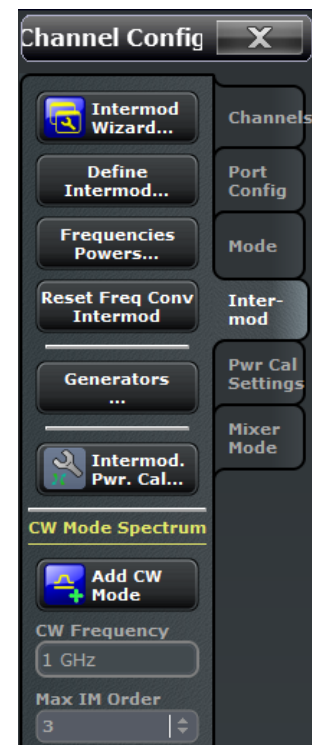 Channel Config
X
Intermod
Wizard...
Define
Intermod...
Frequencies
Powers...
Reset Freq Conv
Intermod
Generators
...
Intermod.
Pwr. Cal...
CW Mode Spectrum
Add CW
Mode
CW Frequency
1 GHz
Max IM Order
3
Channels
Port
Config
Mode
Inter-
mod
Pwr Cal
Settings
Mixer
Mode